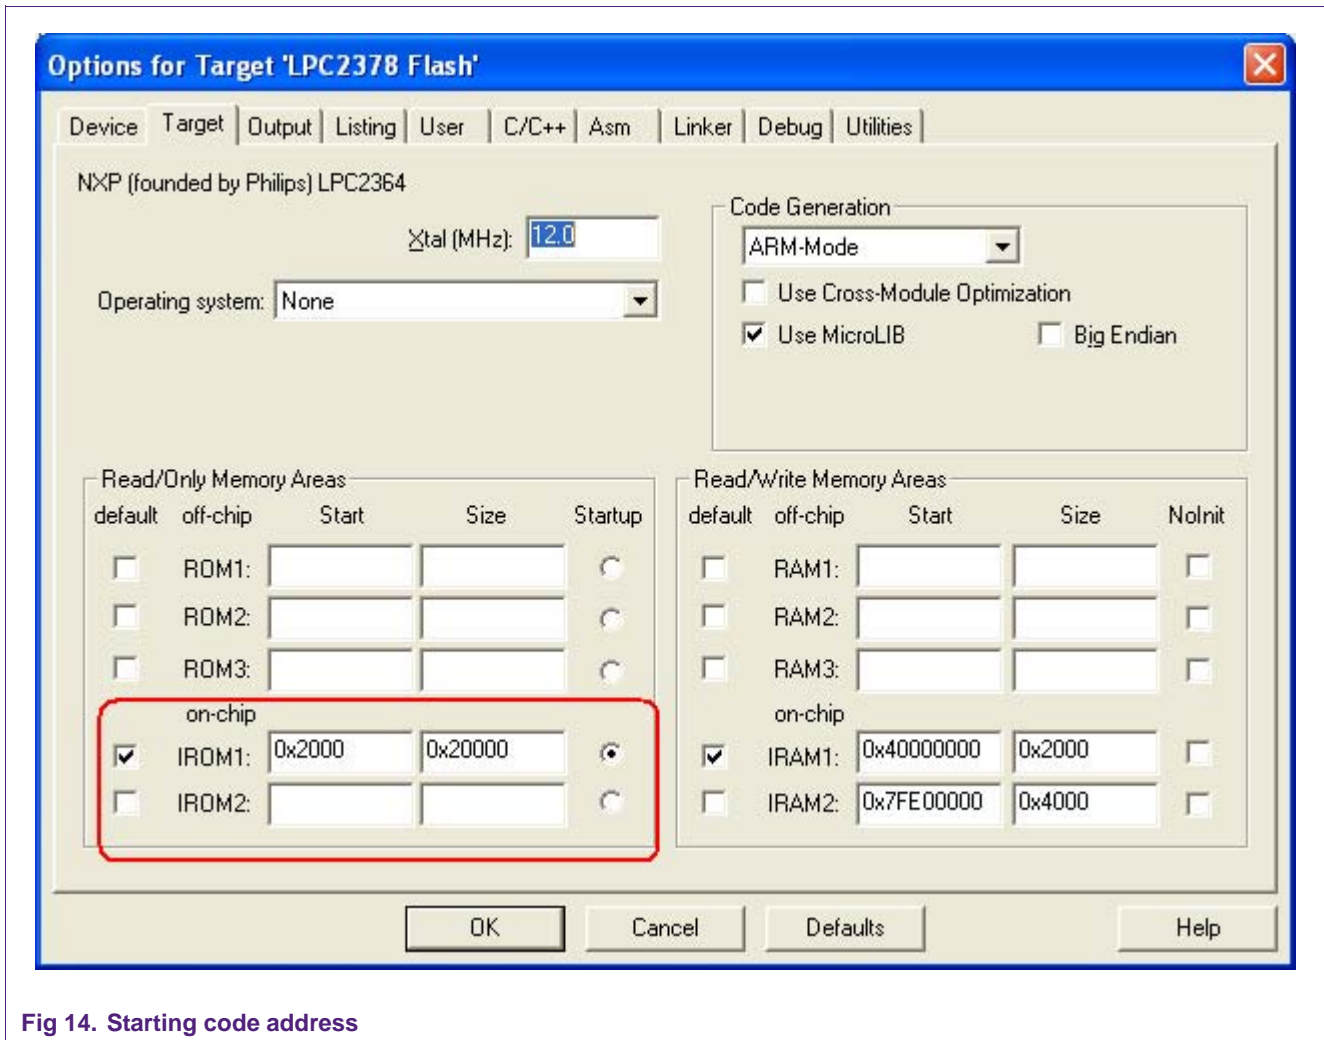 Options for Target 'LPC2378 Flash'
Device Target Output Listing User C/C++ Asm Linker Debug Utilities
NXP (founded by Philips) LPC2364
Xtal (MHz): 12.0
Operating system: None
Code Generation
ARM-Mode
Use Cross-Module Optimization
Use MicroLIB Big Endian
Read/Only Memory Areas
default off-chip Start Size Startup
ROM1:
ROM2:
ROM3:
on-chip
IROM1: 0x2000 0x20000
IROM2:
Read/Write Memory Areas
default off-chip Start Size NoInit
RAM1:
RAM2:
RAM3:
on-chip
IRAM1: 0x40000000 0x2000
IRAM2: 0x7FE00000 0x4000
OK Cancel Defaults Help
Fig 14. Starting code address